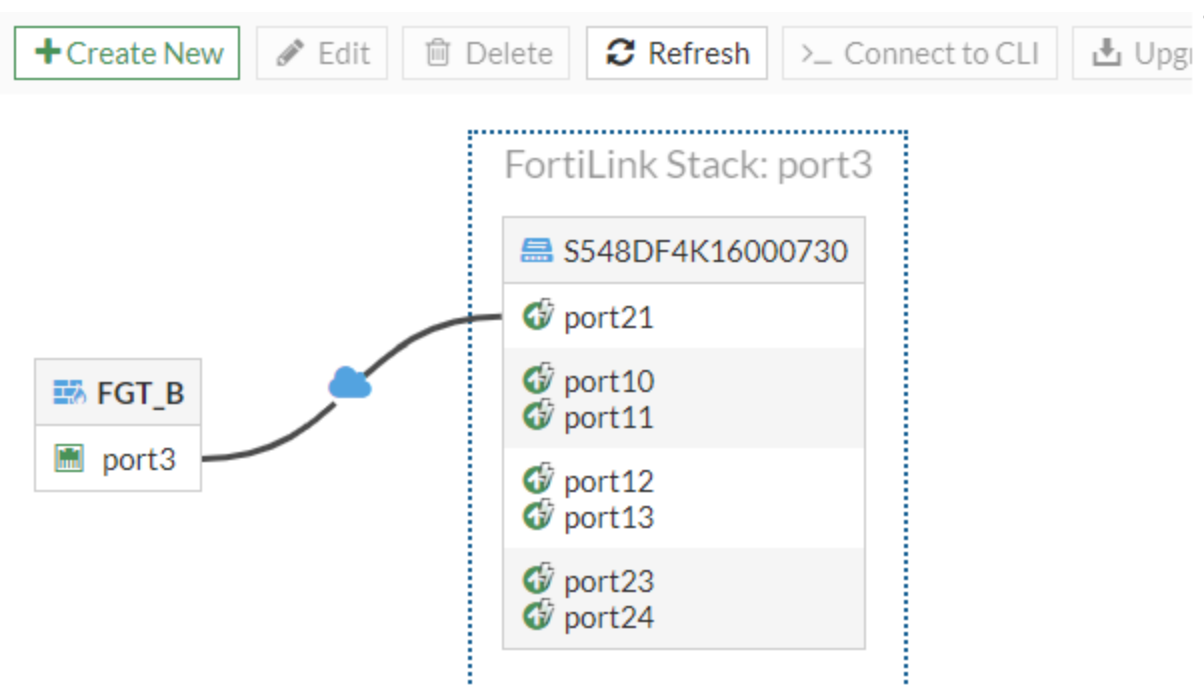 Create New Edit Delete Refresh >_ Connect to CLI
FortiLink Stack: port3
S548DF4K16000730
port21
port10
port11
port12
port13
port23
port24
FGT_B
port3